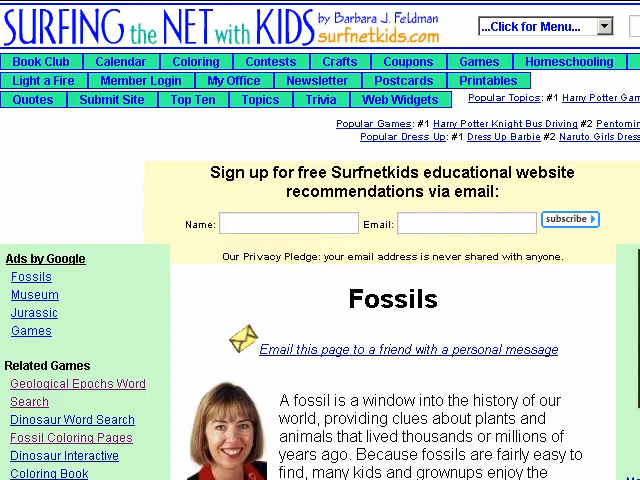 SURFING the NET with KIDS by Barbara J. Feldman
surfnetkids.com
...Click for Menu...
Book Club Calendar Coloring Contests Crafts Coupons Games Homeschooling
Light a Fire Member Login My Office Newsletter Postcards Printables
Quotes Submit Site Top Ten Topics Trivia Web Widgets
Popular Topics: #1 Harry Potter Gam
Popular Games: #1 Harry Potter Knight Bus Driving #2 Pentomin
Popular Dress Up: #1 Dress Up Barbie #2 Naruto Girls Dress
Sign up for free Surfnetkids educational website
recommendations via email:
Name: Email: subscribe
Our Privacy Pledge: your email address is never shared with anyone.
Ads by Google
Fossils
Museum
Jurassic
Games
Related Games
Geological Epochs Word
Search
Dinosaur Word Search
Fossil Coloring Pages
Dinosaur Interactive
Coloring Book
Fossils
Email this page to a friend with a personal message
A fossil is a window into the history of our
world, providing clues about plants and
animals that lived thousands or millions of
years ago. Because fossils are fairly easy to
find, many kids and grownups enjoy the